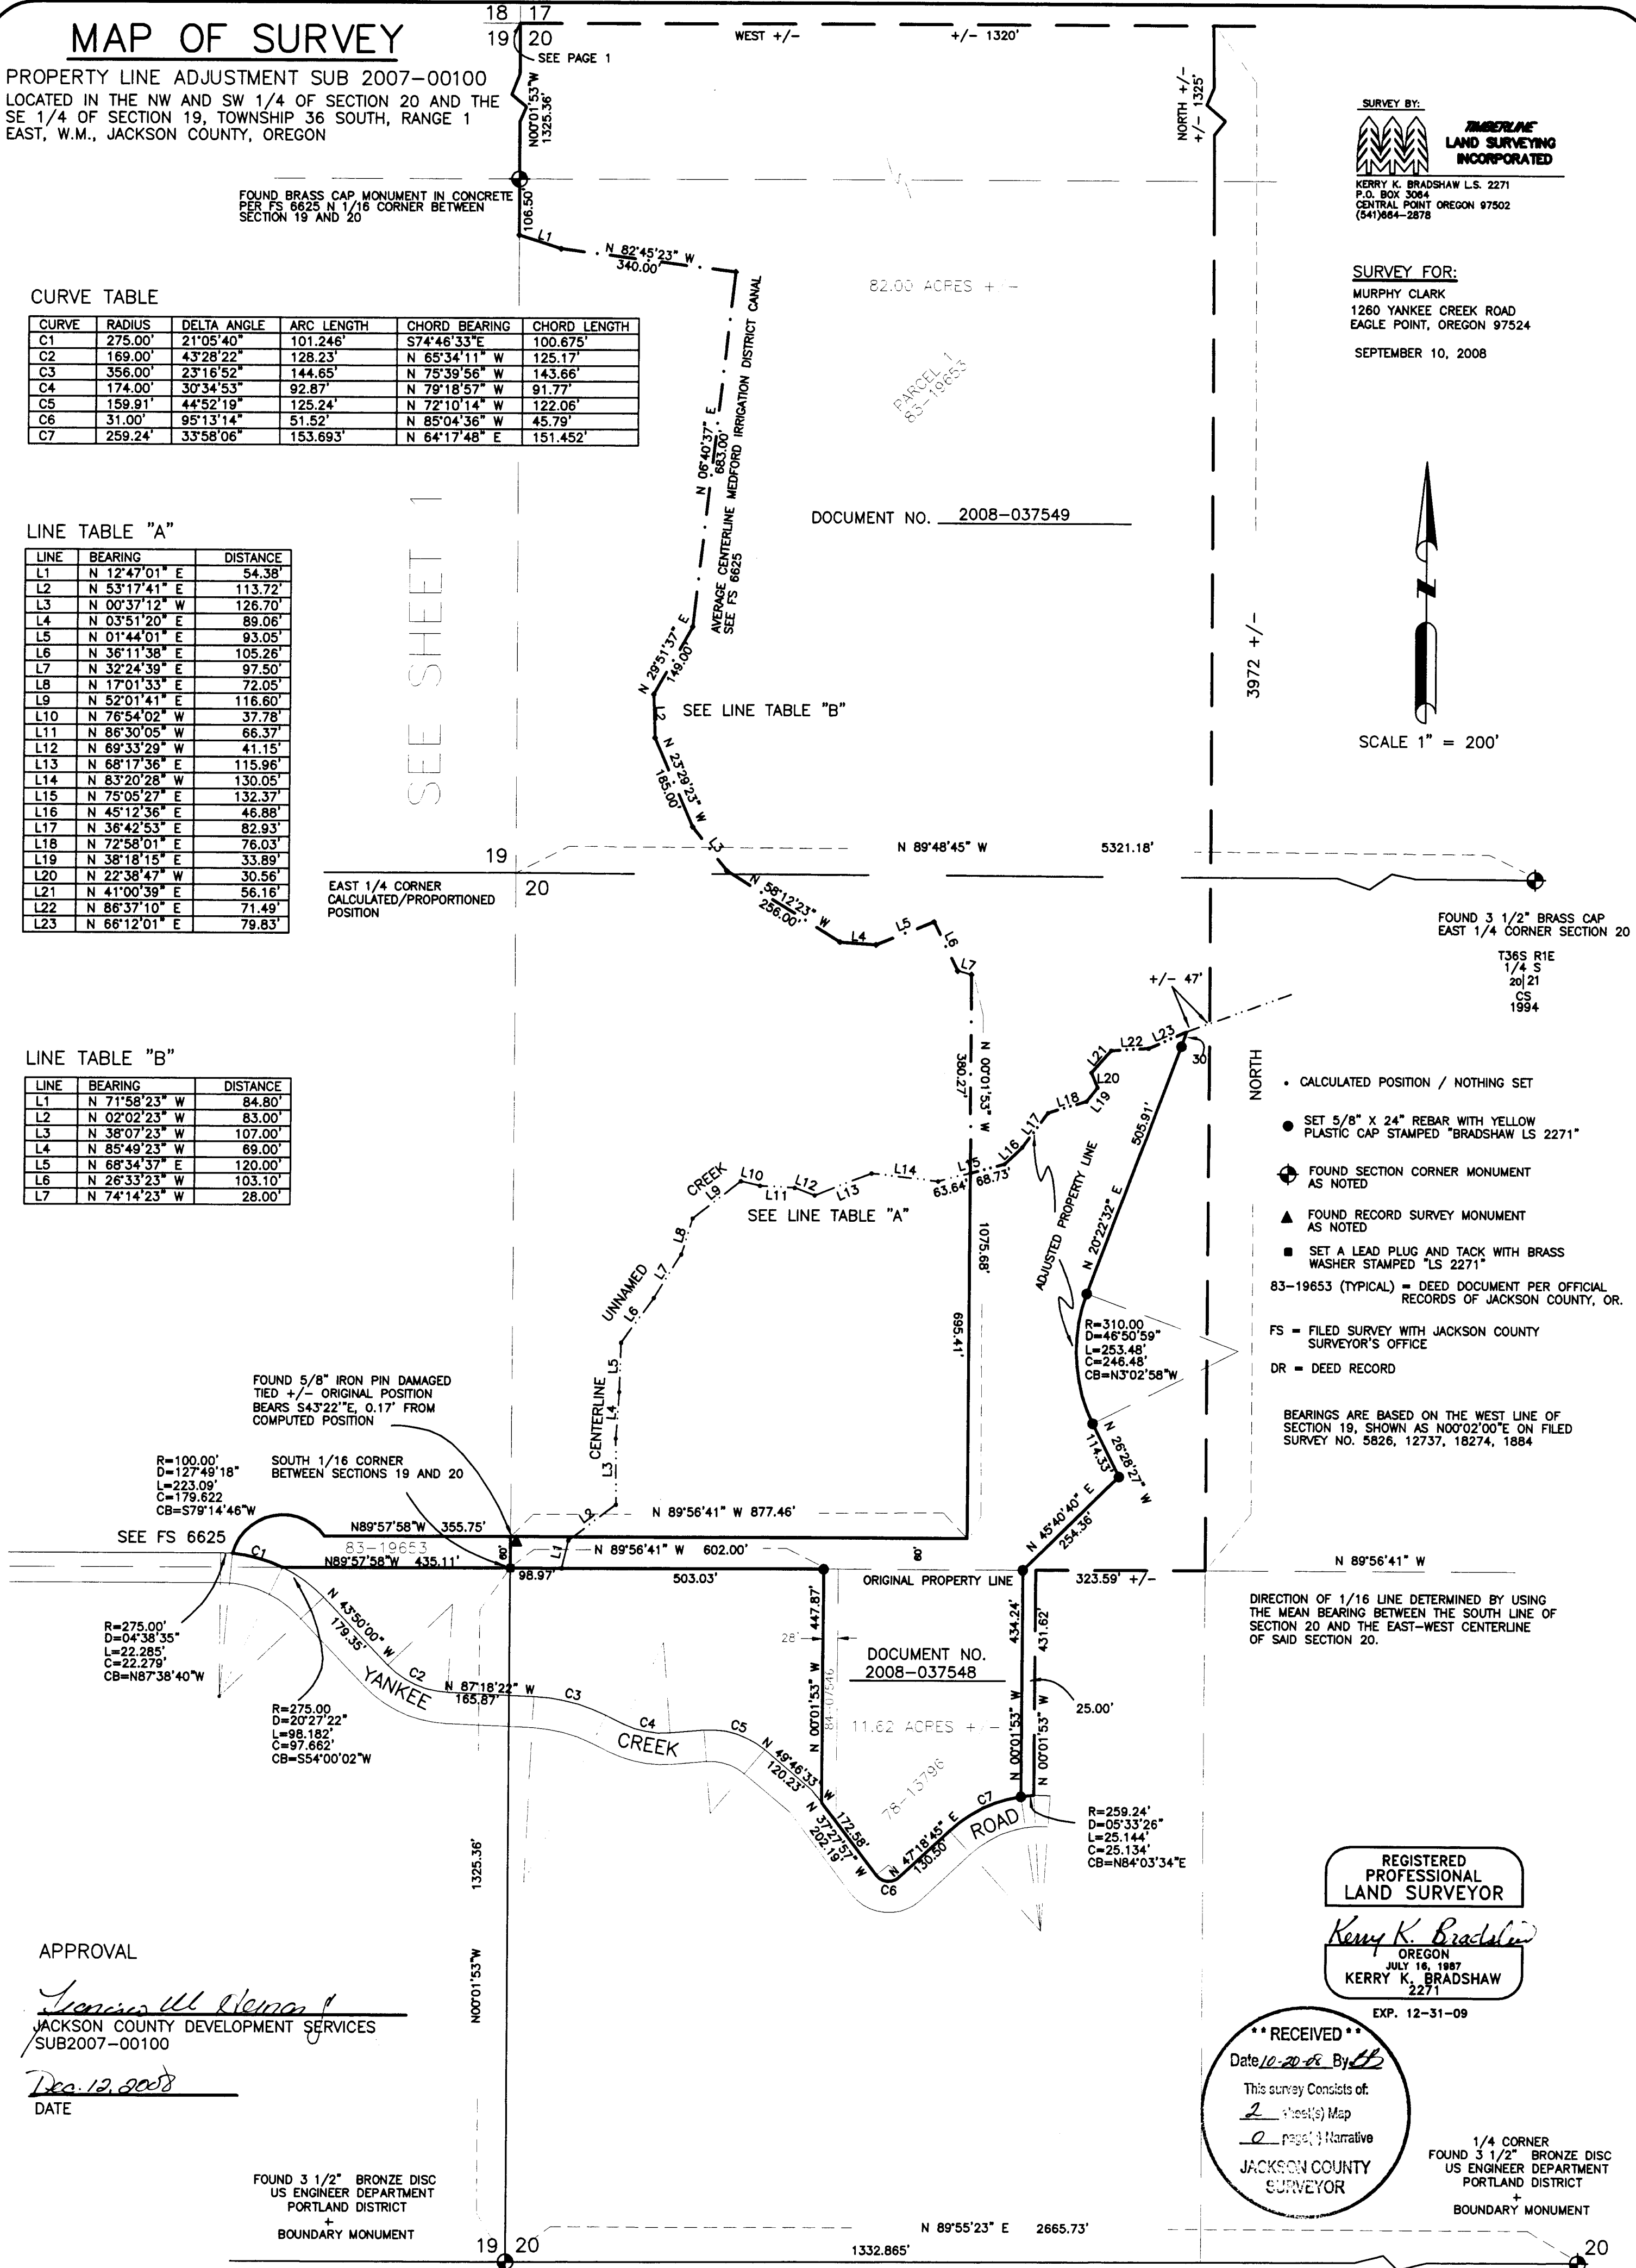 MAP OF SURVEY
PROPERTY LINE ADJUSTMENT SUB 2007-00100
LOCATED IN THE NW AND SW 1/4 OF SECTION 20 AND THE
SE 1/4 OF SECTION 19, TOWNSHIP 36 SOUTH, RANGE 1
EAST, W.M., JACKSON COUNTY, OREGON
18 17
19 20
SEE PAGE 1
WEST +/- +/- 1320'
N00°01'53"W
1325.36'
NORTH +/-
+/- 1325'
SURVEY BY:
TIMBERLINE
LAND SURVEYING
INCORPORATED
KERRY K. BRADSHAW L.S. 2271
P.O. BOX 3064
CENTRAL POINT OREGON 97502
(541)664-2878
SURVEY FOR:
MURPHY CLARK
1260 YANKEE CREEK ROAD
EAGLE POINT, OREGON 97524
SEPTEMBER 10, 2008
FOUND BRASS CAP MONUMENT IN CONCRETE
PER FS 6625 N 1/16 CORNER BETWEEN
SECTION 19 AND 20
106.50'
L1
N 82°45'23" W
340.00'
82.00 ACRES +/-
PARCEL 1
83-19653
CURVE TABLE
CURVE RADIUS DELTA ANGLE ARC LENGTH CHORD BEARING CHORD LENGTH
C1 275.00' 21°05'40" 101.246' S74°46'33"E 100.675'
C2 169.00' 43°28'22" 128.23' N 65°34'11" W 125.17'
C3 356.00' 23°16'52" 144.65' N 75°39'56" W 143.66'
C4 174.00' 30°34'53" 92.87' N 79°18'57" W 91.77'
C5 159.91' 44°52'19" 125.24' N 72°10'14" W 122.06'
C6 31.00' 95°13'14" 51.52' N 85°04'36" W 45.79'
C7 259.24' 33°58'06" 153.693' N 64°17'48" E 151.452'
N 06°40'37" E
683.00'
AVERAGE CENTERLINE MEDFORD IRRIGATION DISTRICT CANAL
SEE FS 6625
DOCUMENT NO. 2008-037549
LINE TABLE "A"
LINE BEARING DISTANCE
L1 N 12°47'01" E 54.38'
L2 N 53°17'41" E 113.72'
L3 N 00°37'12" W 126.70'
L4 N 03°51'20" E 89.06'
L5 N 01°44'01" E 93.05'
L6 N 36°11'38" E 105.26'
L7 N 32°24'39" E 97.50'
L8 N 17°01'33" E 72.05'
L9 N 52°01'41" E 116.60'
L10 N 76°54'02" W 37.78'
L11 N 86°30'05" W 66.37'
L12 N 69°33'29" W 41.15'
L13 N 68°17'36" E 115.96'
L14 N 83°20'28" W 130.05'
L15 N 75°05'27" E 132.37'
L16 N 45°12'36" E 46.88'
L17 N 36°42'53" E 82.93'
L18 N 72°58'01" E 76.03'
L19 N 38°18'15" E 33.89'
L20 N 22°38'47" W 30.56'
L21 N 41°00'39" E 56.16'
L22 N 86°37'10" E 71.49'
L23 N 66°12'01" E 79.83'
SEE SHEET 1
N 29°51'37" E
149.00'
L2
SEE LINE TABLE "B"
N 23°29'23" W
185.00'
L3
3972 +/-
N
SCALE 1" = 200'
19
20
N 89°48'45" W 5321.18'
EAST 1/4 CORNER
CALCULATED/PROPORTIONED
POSITION
N 58°12'23" W
256.00'
L4
L5
L6
L7
FOUND 3 1/2" BRASS CAP
EAST 1/4 CORNER SECTION 20
T36S R1E
1/4 S
20|21
CS
1994
LINE TABLE "B"
LINE BEARING DISTANCE
L1 N 71°58'23" W 84.80'
L2 N 02°02'23" W 83.00'
L3 N 38°07'23" W 107.00'
L4 N 85°49'23" W 69.00'
L5 N 68°34'37" E 120.00'
L6 N 26°33'23" W 103.10'
L7 N 74°14'23" W 28.00'
+/- 47'
30'
L23
L22
L21
L20
L19
L18
L17
L16
L15
380.27'
N 00°01'53" W
1075.68'
695.41'
63.64' 68.73'
505.91'
N 20°22'32" E
ADJUSTED PROPERTY LINE
NORTH
• CALCULATED POSITION / NOTHING SET
SET 5/8" X 24" REBAR WITH YELLOW
PLASTIC CAP STAMPED "BRADSHAW LS 2271"
FOUND SECTION CORNER MONUMENT
AS NOTED
FOUND RECORD SURVEY MONUMENT
AS NOTED
SET A LEAD PLUG AND TACK WITH BRASS
WASHER STAMPED "LS 2271"
83-19653 (TYPICAL) = DEED DOCUMENT PER OFFICIAL
RECORDS OF JACKSON COUNTY, OR.
FS = FILED SURVEY WITH JACKSON COUNTY
SURVEYOR'S OFFICE
DR = DEED RECORD
BEARINGS ARE BASED ON THE WEST LINE OF
SECTION 19, SHOWN AS N00°02'00"E ON FILED
SURVEY NO. 5826, 12737, 18274, 1884
L14
L13
L12
L11
L10
L9
L8
L7
L6
L5
L4
L3
L2
L1
SEE LINE TABLE "A"
CENTERLINE UNNAMED CREEK
R=310.00
D=46°50'59"
L=253.48'
C=246.48'
CB=N3°02'58"W
N 26°28'27" W
114.33'
N 45°40'40" E
254.36'
FOUND 5/8" IRON PIN DAMAGED
TIED +/- ORIGINAL POSITION
BEARS S43°22'"E, 0.17' FROM
COMPUTED POSITION
SOUTH 1/16 CORNER
BETWEEN SECTIONS 19 AND 20
R=100.00'
D=127°49'18"
L=223.09'
C=179.622
CB=S79°14'46"W
SEE FS 6625
N89°57'58"W 355.75'
83-19653
N89°57'58"W 435.11'
60'
N 89°56'41" W 877.46'
N 89°56'41" W 602.00'
60'
98.97'
503.03'
ORIGINAL PROPERTY LINE
323.59' +/-
N 89°56'41" W
DIRECTION OF 1/16 LINE DETERMINED BY USING
THE MEAN BEARING BETWEEN THE SOUTH LINE OF
SECTION 20 AND THE EAST-WEST CENTERLINE
OF SAID SECTION 20.
C1
R=275.00'
D=04°38'35"
L=22.285'
C=22.279'
CB=N87°38'40"W
R=275.00
D=20°27'22"
L=98.182'
C=97.662'
CB=S54°00'02"W
N 43°50'00" W
179.35'
C2
N 87°18'22" W
165.87'
C3
C4
C5
YANKEE CREEK ROAD
N 49°46'33" W
120.23'
447.87'
N 00°01'53" W
28'
84-07546
DOCUMENT NO.
2008-037548
11.62 ACRES +/-
78-13796
434.24'
N 00°01'53" W
431.62'
N 00°01'53" W
25.00'
172.58'
N 37°27'57" W
202.19'
C6
N 47°18'45" E
130.50'
C7
R=259.24'
D=05°33'26"
L=25.144'
C=25.134'
CB=N84°03'34"E
1325.36'
N00°01'53"W
REGISTERED
PROFESSIONAL
LAND SURVEYOR
Kerry K. Bradshaw
OREGON
JULY 16, 1987
KERRY K. BRADSHAW
2271
EXP. 12-31-09
APPROVAL
JACKSON COUNTY DEVELOPMENT SERVICES
SUB2007-00100
Dec. 12, 2008
DATE
** RECEIVED **
Date 10-20-08 By
This survey Consists of:
2 sheet(s) Map
0 page(s) Narrative
JACKSON COUNTY
SURVEYOR
FOUND 3 1/2" BRONZE DISC
US ENGINEER DEPARTMENT
PORTLAND DISTRICT
+
BOUNDARY MONUMENT
1/4 CORNER
FOUND 3 1/2" BRONZE DISC
US ENGINEER DEPARTMENT
PORTLAND DISTRICT
+
BOUNDARY MONUMENT
19 20
N 89°55'23" E 2665.73'
1332.865'
20